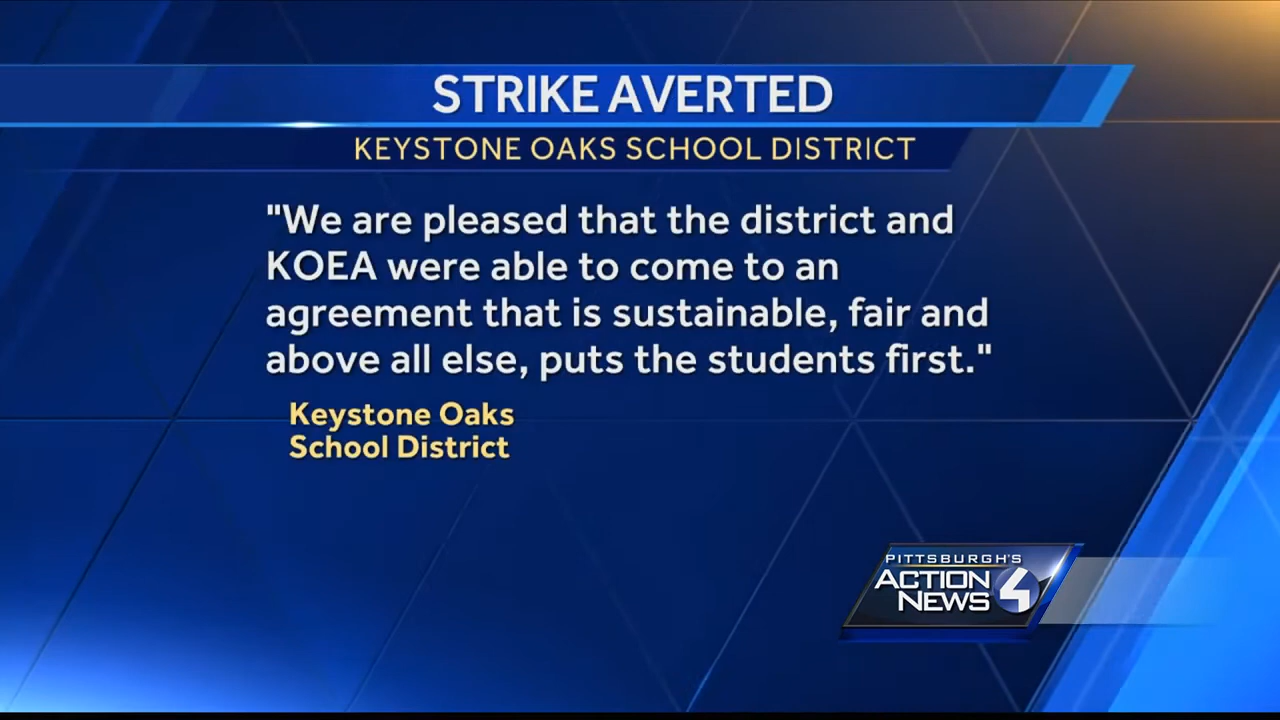 STRIKE AVERTED
KEYSTONE OAKS SCHOOL DISTRICT
"We are pleased that the district and
KOEA were able to come to an
agreement that is sustainable, fair and
above all else, puts the students first."
Keystone Oaks
School District
PITTSBURGH'S
ACTION
NEWS 4